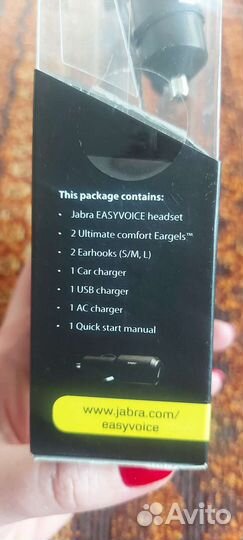 This package contains:
• Jabra EASYVOICE headset
• 2 Ultimate comfort Eargels™
• 2 Earhooks (S/M, L)
• 1 Car charger
• 1 USB charger
• 1 AC charger
• 1 Quick start manual
www.jabra.com/
easyvoice
Avito